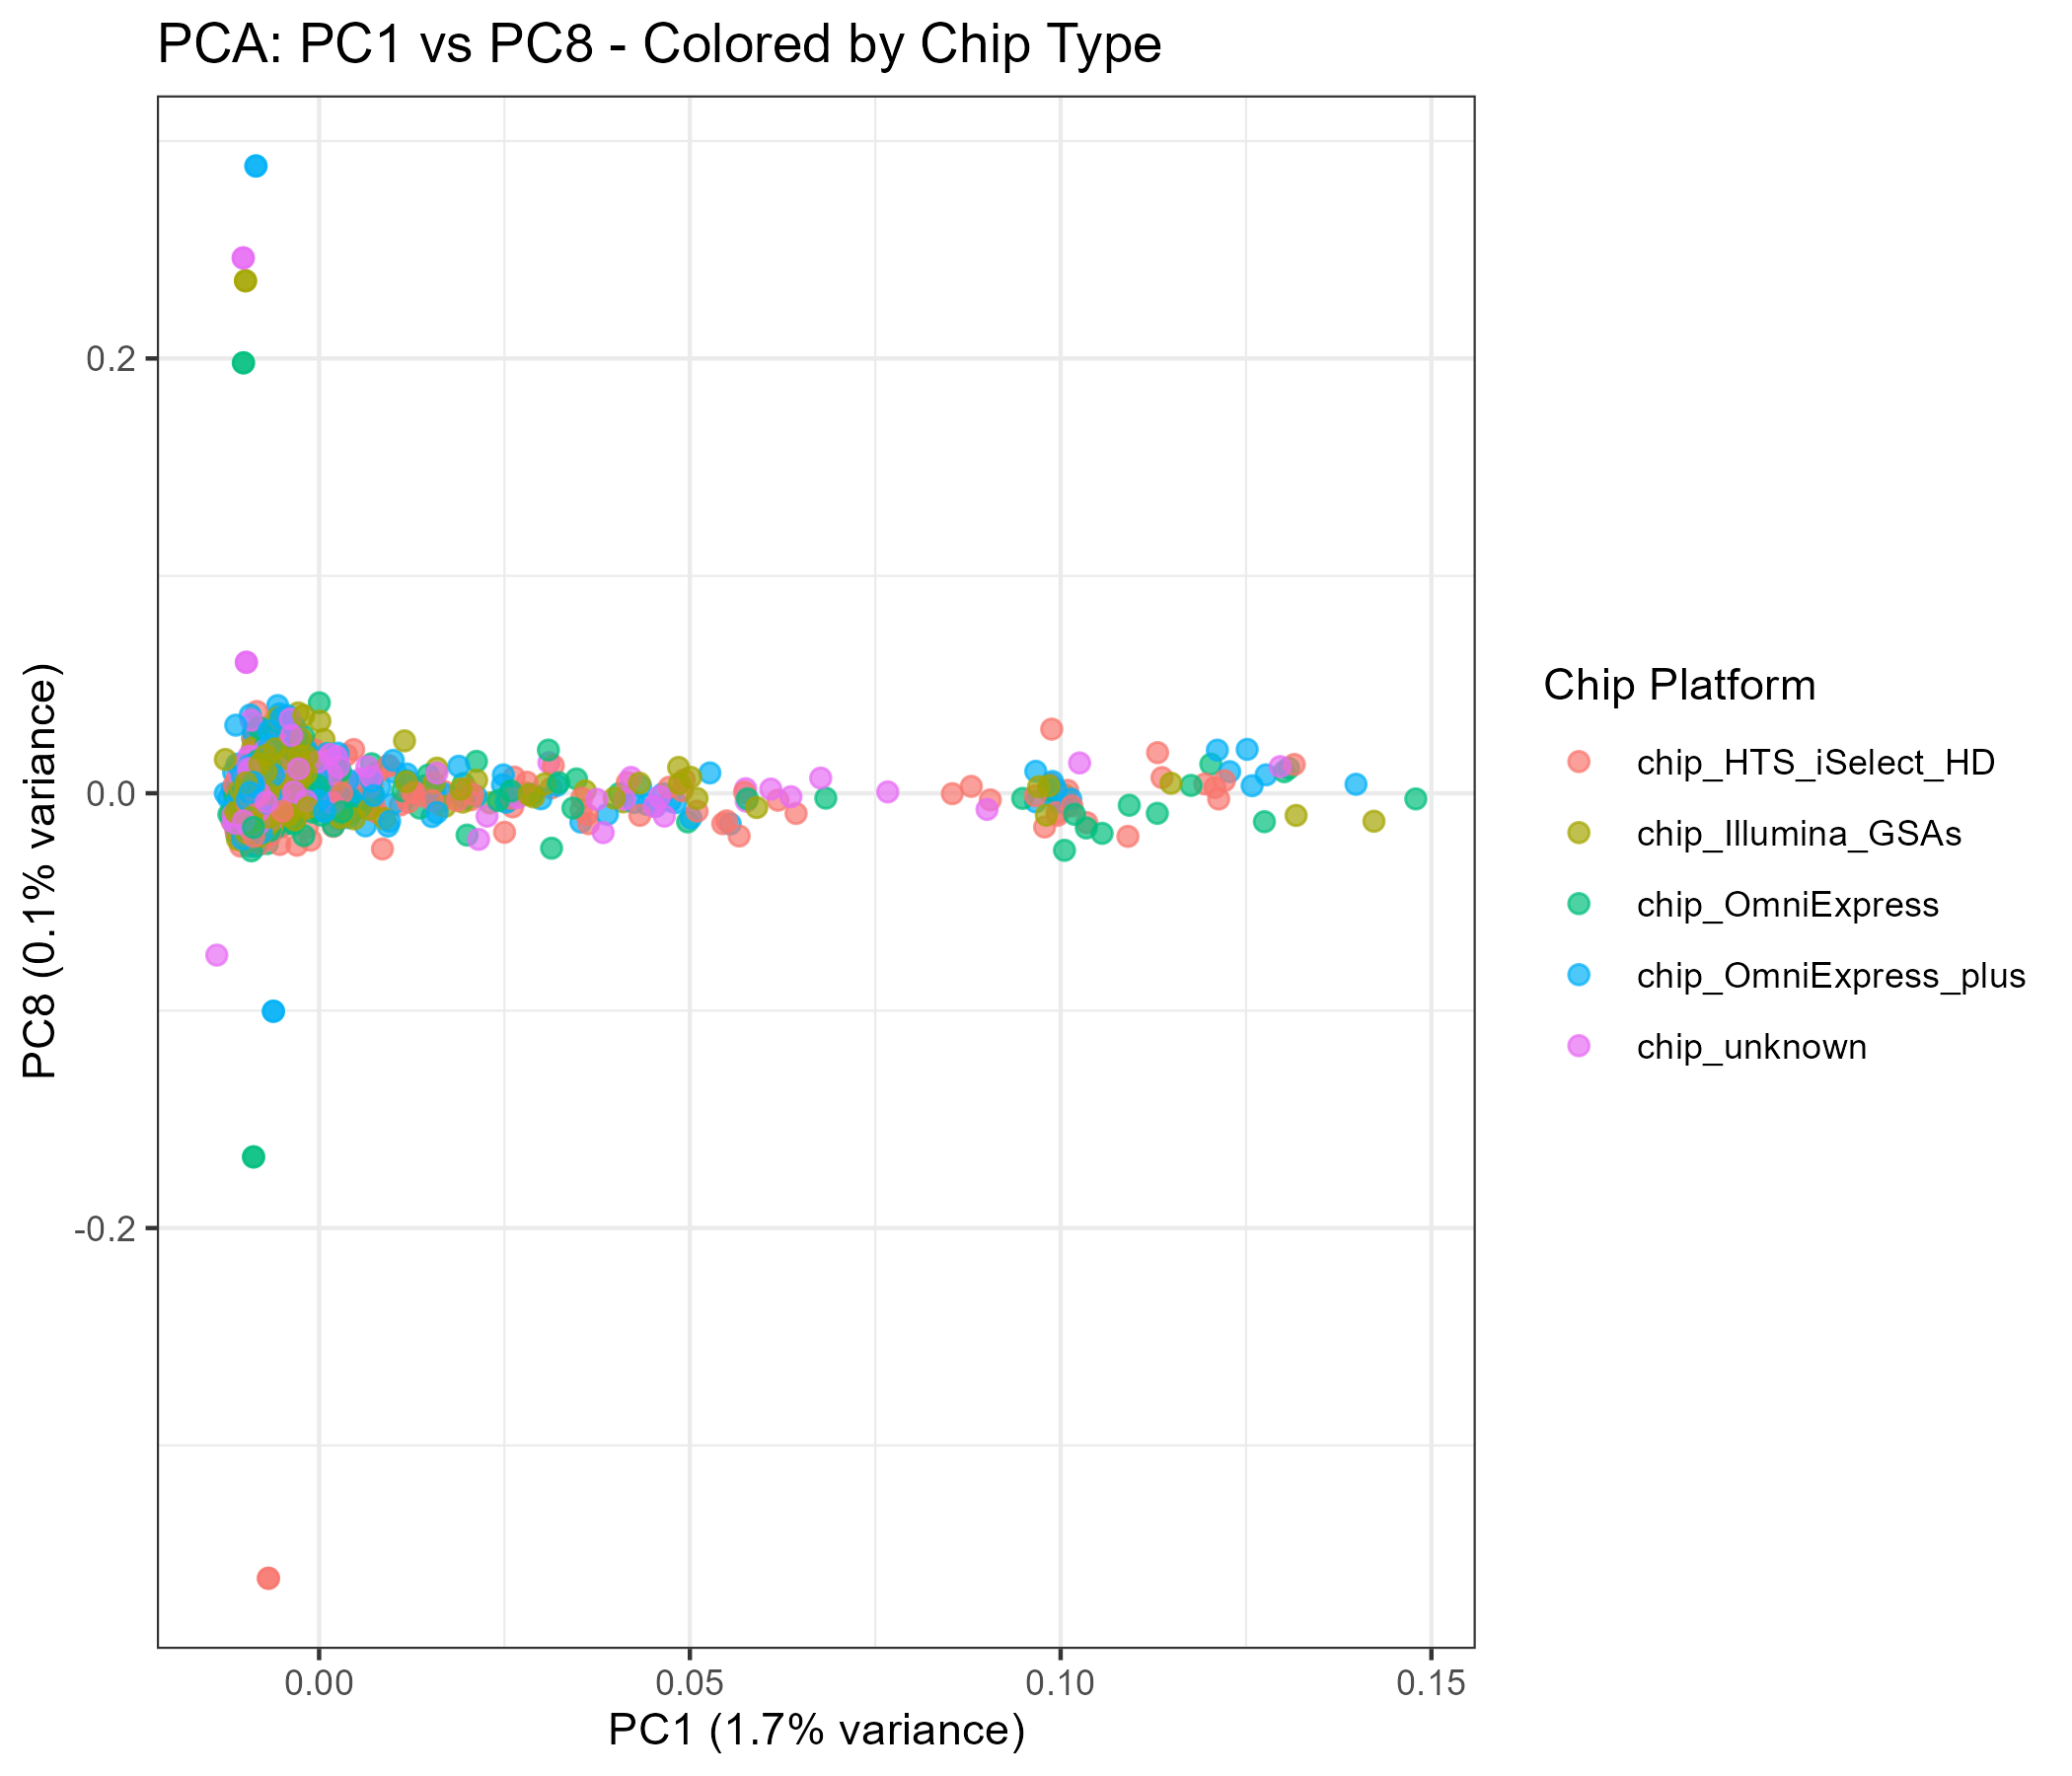 PCA: PC1 vs PC8 - Colored by Chip Type
PC8 (0.1% variance)
0.2
0.0
-0.2
0.00
0.05
0.10
0.15
PC1 (1.7% variance)
Chip Platform
chip_HTS_iSelect_HD
chip_Illumina_GSAs
chip_OmniExpress
chip_OmniExpress_plus
chip_unknown